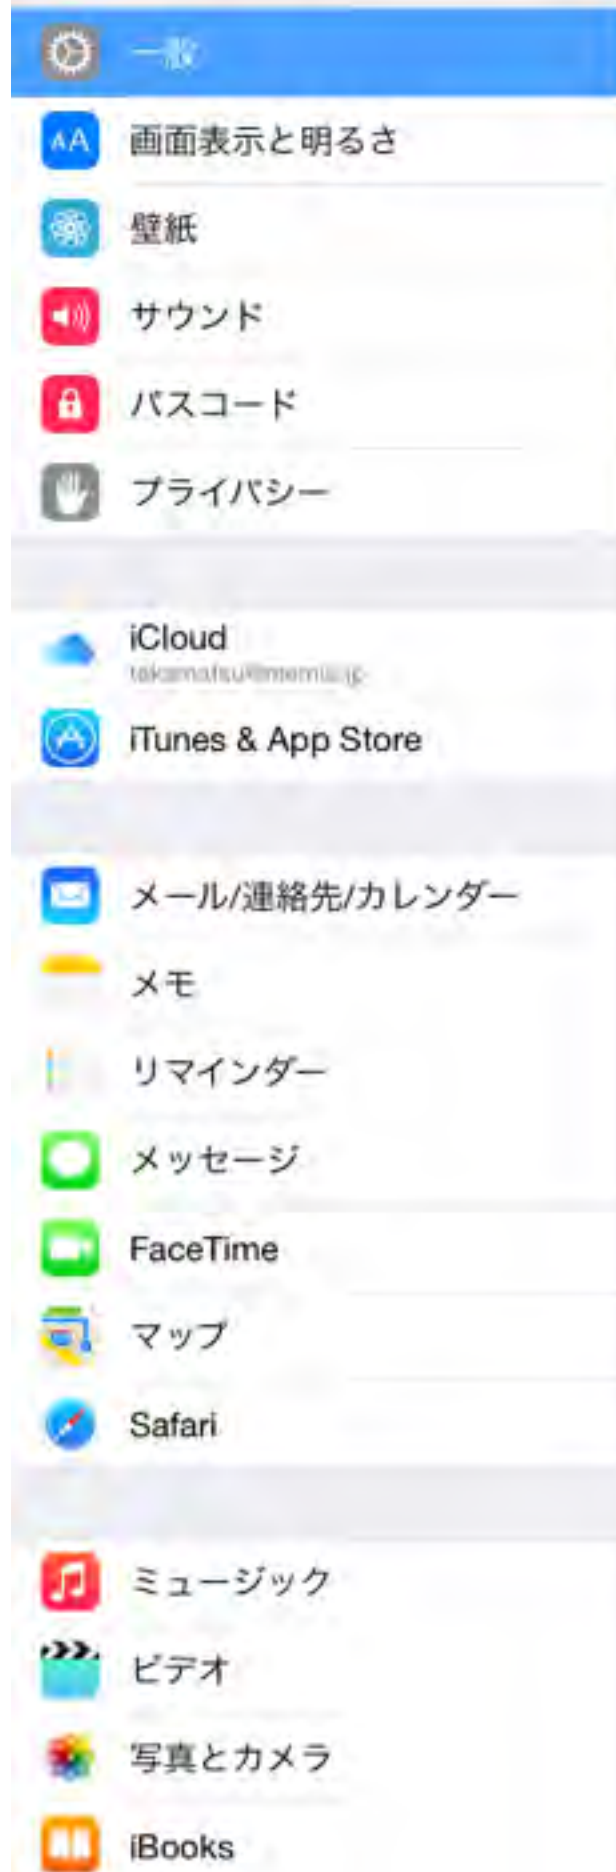 一般
AA
画面表示と明るさ
壁紙
サウンド
パスコード
プライバシー
iCloud
iTunes & App Store
メール/連絡先/カレンダー
メモ
リマインダー
メッセージ
FaceTime
マップ
Safari
ミュージック
ビデオ
写真とカメラ
iBooks